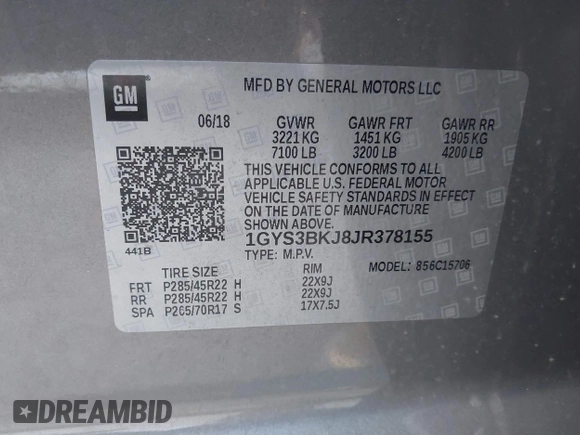 GM
MFD BY GENERAL MOTORS LLC
06/18 GVWR GAWR FRT GAWR RR
3221 KG 1451 KG 1905 KG
7100 LB 3200 LB 4200 LB
THIS VEHICLE CONFORMS TO ALL
APPLICABLE U.S. FEDERAL MOTOR
VEHICLE SAFETY STANDARDS IN EFFECT
ON THE DATE OF MANUFACTURE
1GYS3BKJ8JR378155
TYPE: M.P.V. MODEL: 856C15706
441B
TIRE SIZE RIM
FRT P285/45R22 H 22X9J
RR P285/45R22 H 22X9J
SPA P265/70R17 S 17X7.5J
DREAMBID